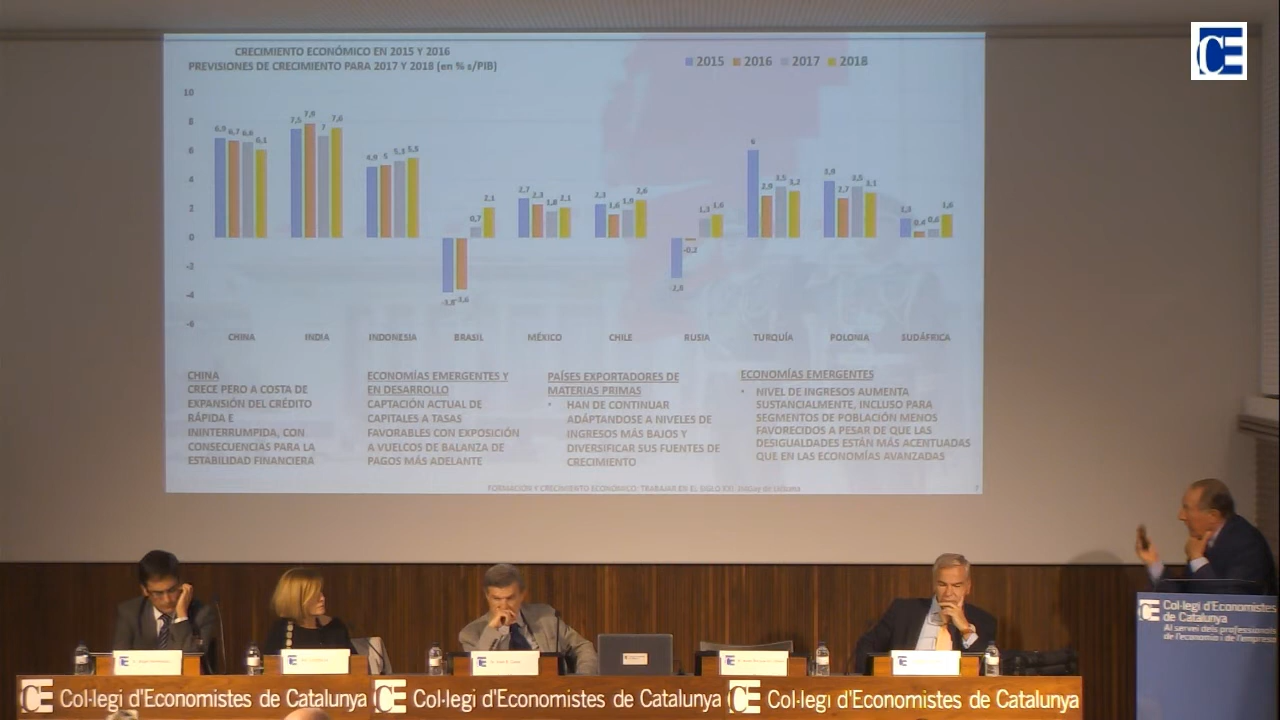 CE
CRECIMIENTO ECONÓMICO EN 2015 Y 2016
PREVISIONES DE CRECIMIENTO PARA 2017 Y 2018 (en % s/PIB)
2015 2016 2017 2018
10
8
6
4
2
0
-2
-4
-6
6,9 6,7 6,6 6,1
7,5 7,9 7 7,6
4,9 5 5,3 5,5
-3,8 -3,6 0,7 2,1
2,7 2,3 1,8 2,1
2,3 1,6 1,9 2,6
-2,8 -0,2 1,3 1,6
6 2,9 3,5 3,2
3,9 2,7 3,5 3,1
1,3 0,4 0,6 1,6
CHINA INDIA INDONESIA BRASIL MÉXICO CHILE RUSIA TURQUÍA POLONIA SUDÁFRICA
CHINA
CRECE PERO A COSTA DE
EXPANSIÓN DEL CRÉDITO
RÁPIDA E
ININTERRUMPIDA, CON
CONSECUENCIAS PARA LA
ESTABILIDAD FINANCIERA
ECONOMÍAS EMERGENTES Y
EN DESARROLLO
CAPTACIÓN ACTUAL DE
CAPITALES A TASAS
FAVORABLES CON EXPOSICIÓN
A VUELCOS DE BALANZA DE
PAGOS MÁS ADELANTE
PAÍSES EXPORTADORES DE
MATERIAS PRIMAS
• HAN DE CONTINUAR
ADÁPTANDOSE A NIVELES DE
INGRESOS MÁS BAJOS Y
DIVERSIFICAR SUS FUENTES DE
CRECIMIENTO
ECONOMÍAS EMERGENTES
• NIVEL DE INGRESOS AUMENTA
SUSTANCIALMENTE, INCLUSO PARA
SEGMENTOS DE POBLACIÓN MENOS
FAVORECIDOS A PESAR DE QUE LAS
DESIGUALDADES ESTÁN MÁS ACENTUADAS
QUE EN LAS ECONOMÍAS AVANZADAS
FORMACIÓN Y CRECIMIENTO ECONÓMICO: TRABAJAR EN EL SIGLO XXI.
7
CE Col·legi d'Economistes
de Catalunya
Al servei dels professionals
de l'economia i de l'empresa
CE Col·legi d'Economistes de Catalunya CE Col·legi d'Economistes de Catalunya CE Col·legi d'Economistes de Catalunya